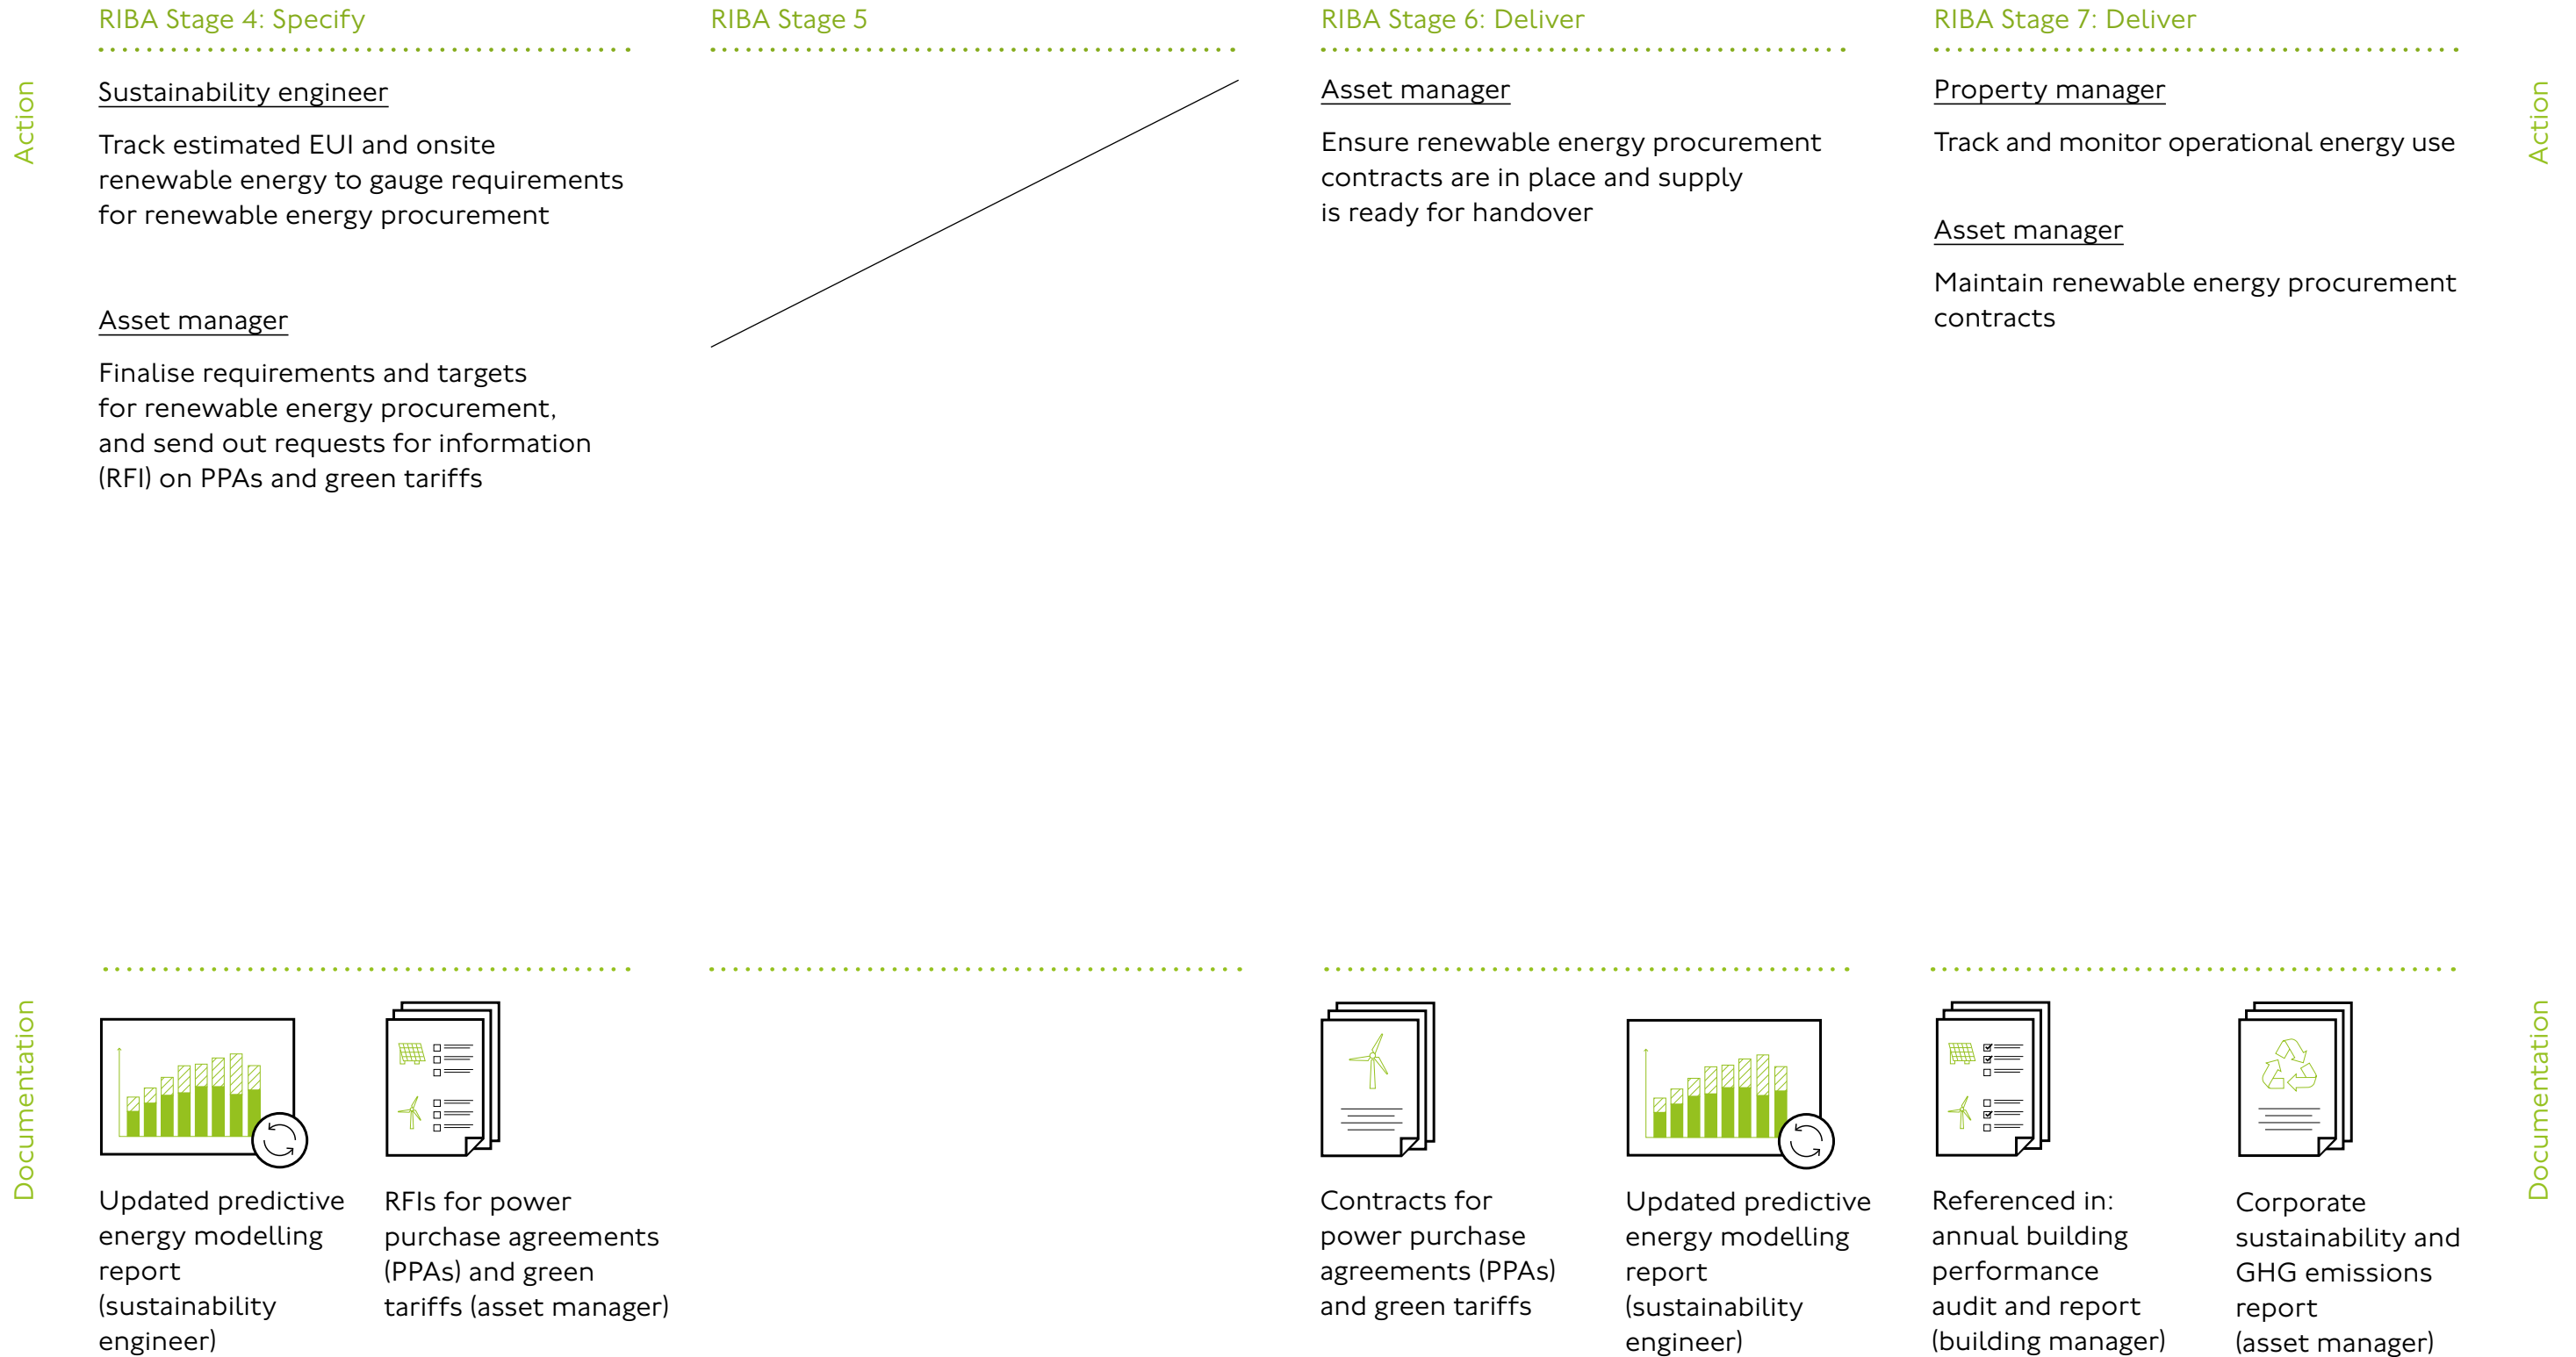 RIBA Stage 4: Specify
Action
Sustainability engineer
Track estimated EUI and onsite
renewable energy to gauge requirements
for renewable energy procurement
Asset manager
Finalise requirements and targets
for renewable energy procurement,
and send out requests for information
(RFI) on PPAs and green tariffs
RIBA Stage 5
RIBA Stage 6: Deliver
Asset manager
Ensure renewable energy procurement
contracts are in place and supply
is ready for handover
RIBA Stage 7: Deliver
Property manager
Track and monitor operational energy use
Asset manager
Maintain renewable energy procurement
contracts
Action
Documentation
Updated predictive
energy modelling
report
(sustainability
engineer)
RFIs for power
purchase agreements
(PPAs) and green
tariffs (asset manager)
Contracts for
power purchase
agreements (PPAs)
and green tariffs
Updated predictive
energy modelling
report
(sustainability
engineer)
Referenced in:
annual building
performance
audit and report
(building manager)
Corporate
sustainability and
GHG emissions
report
(asset manager)
Documentation